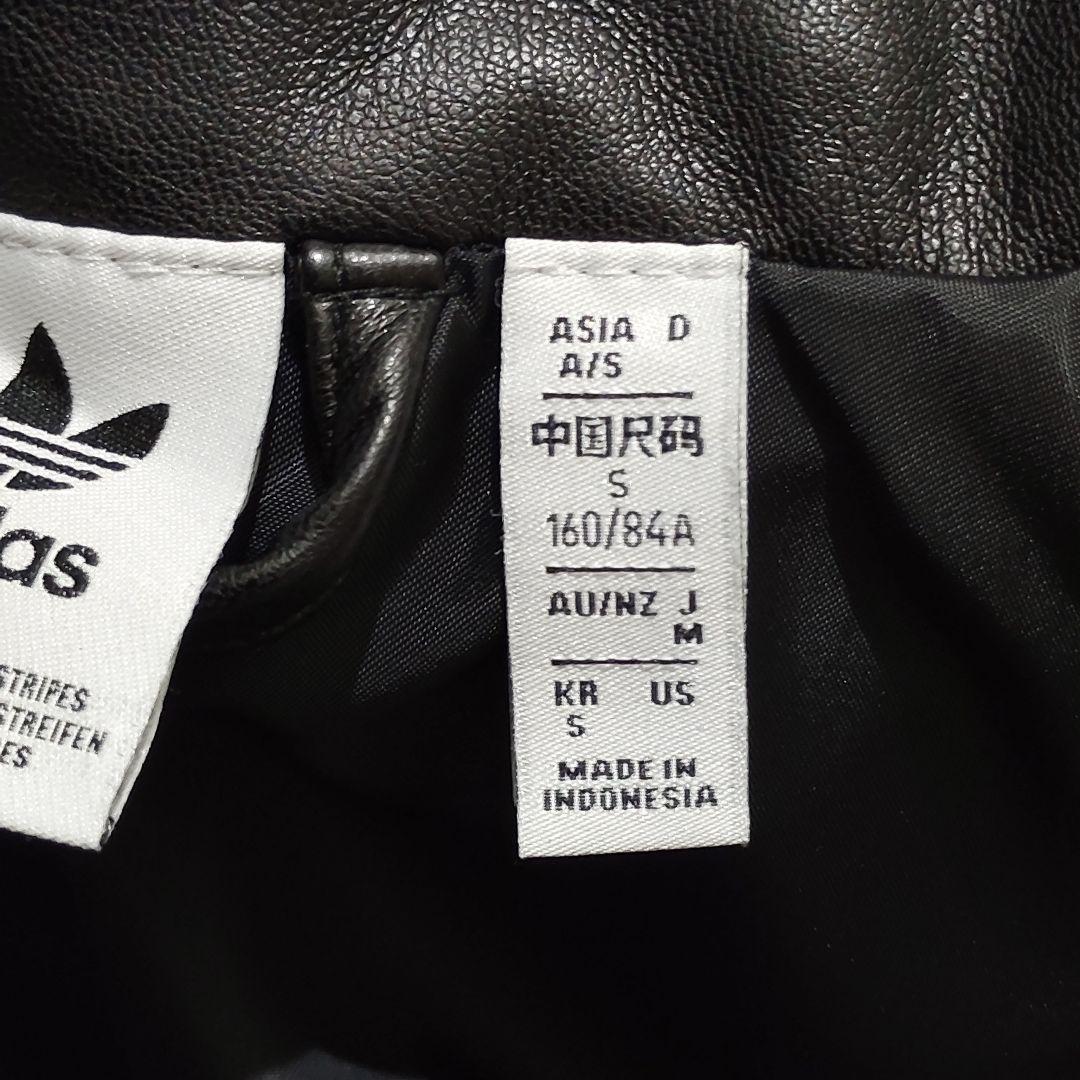 das
STRIPES
STREIFEN
ES
ASIA D
A/S
中国尺码
S
160/84A
AU/NZ J
M
KR US
S
MADE IN
INDONESIA